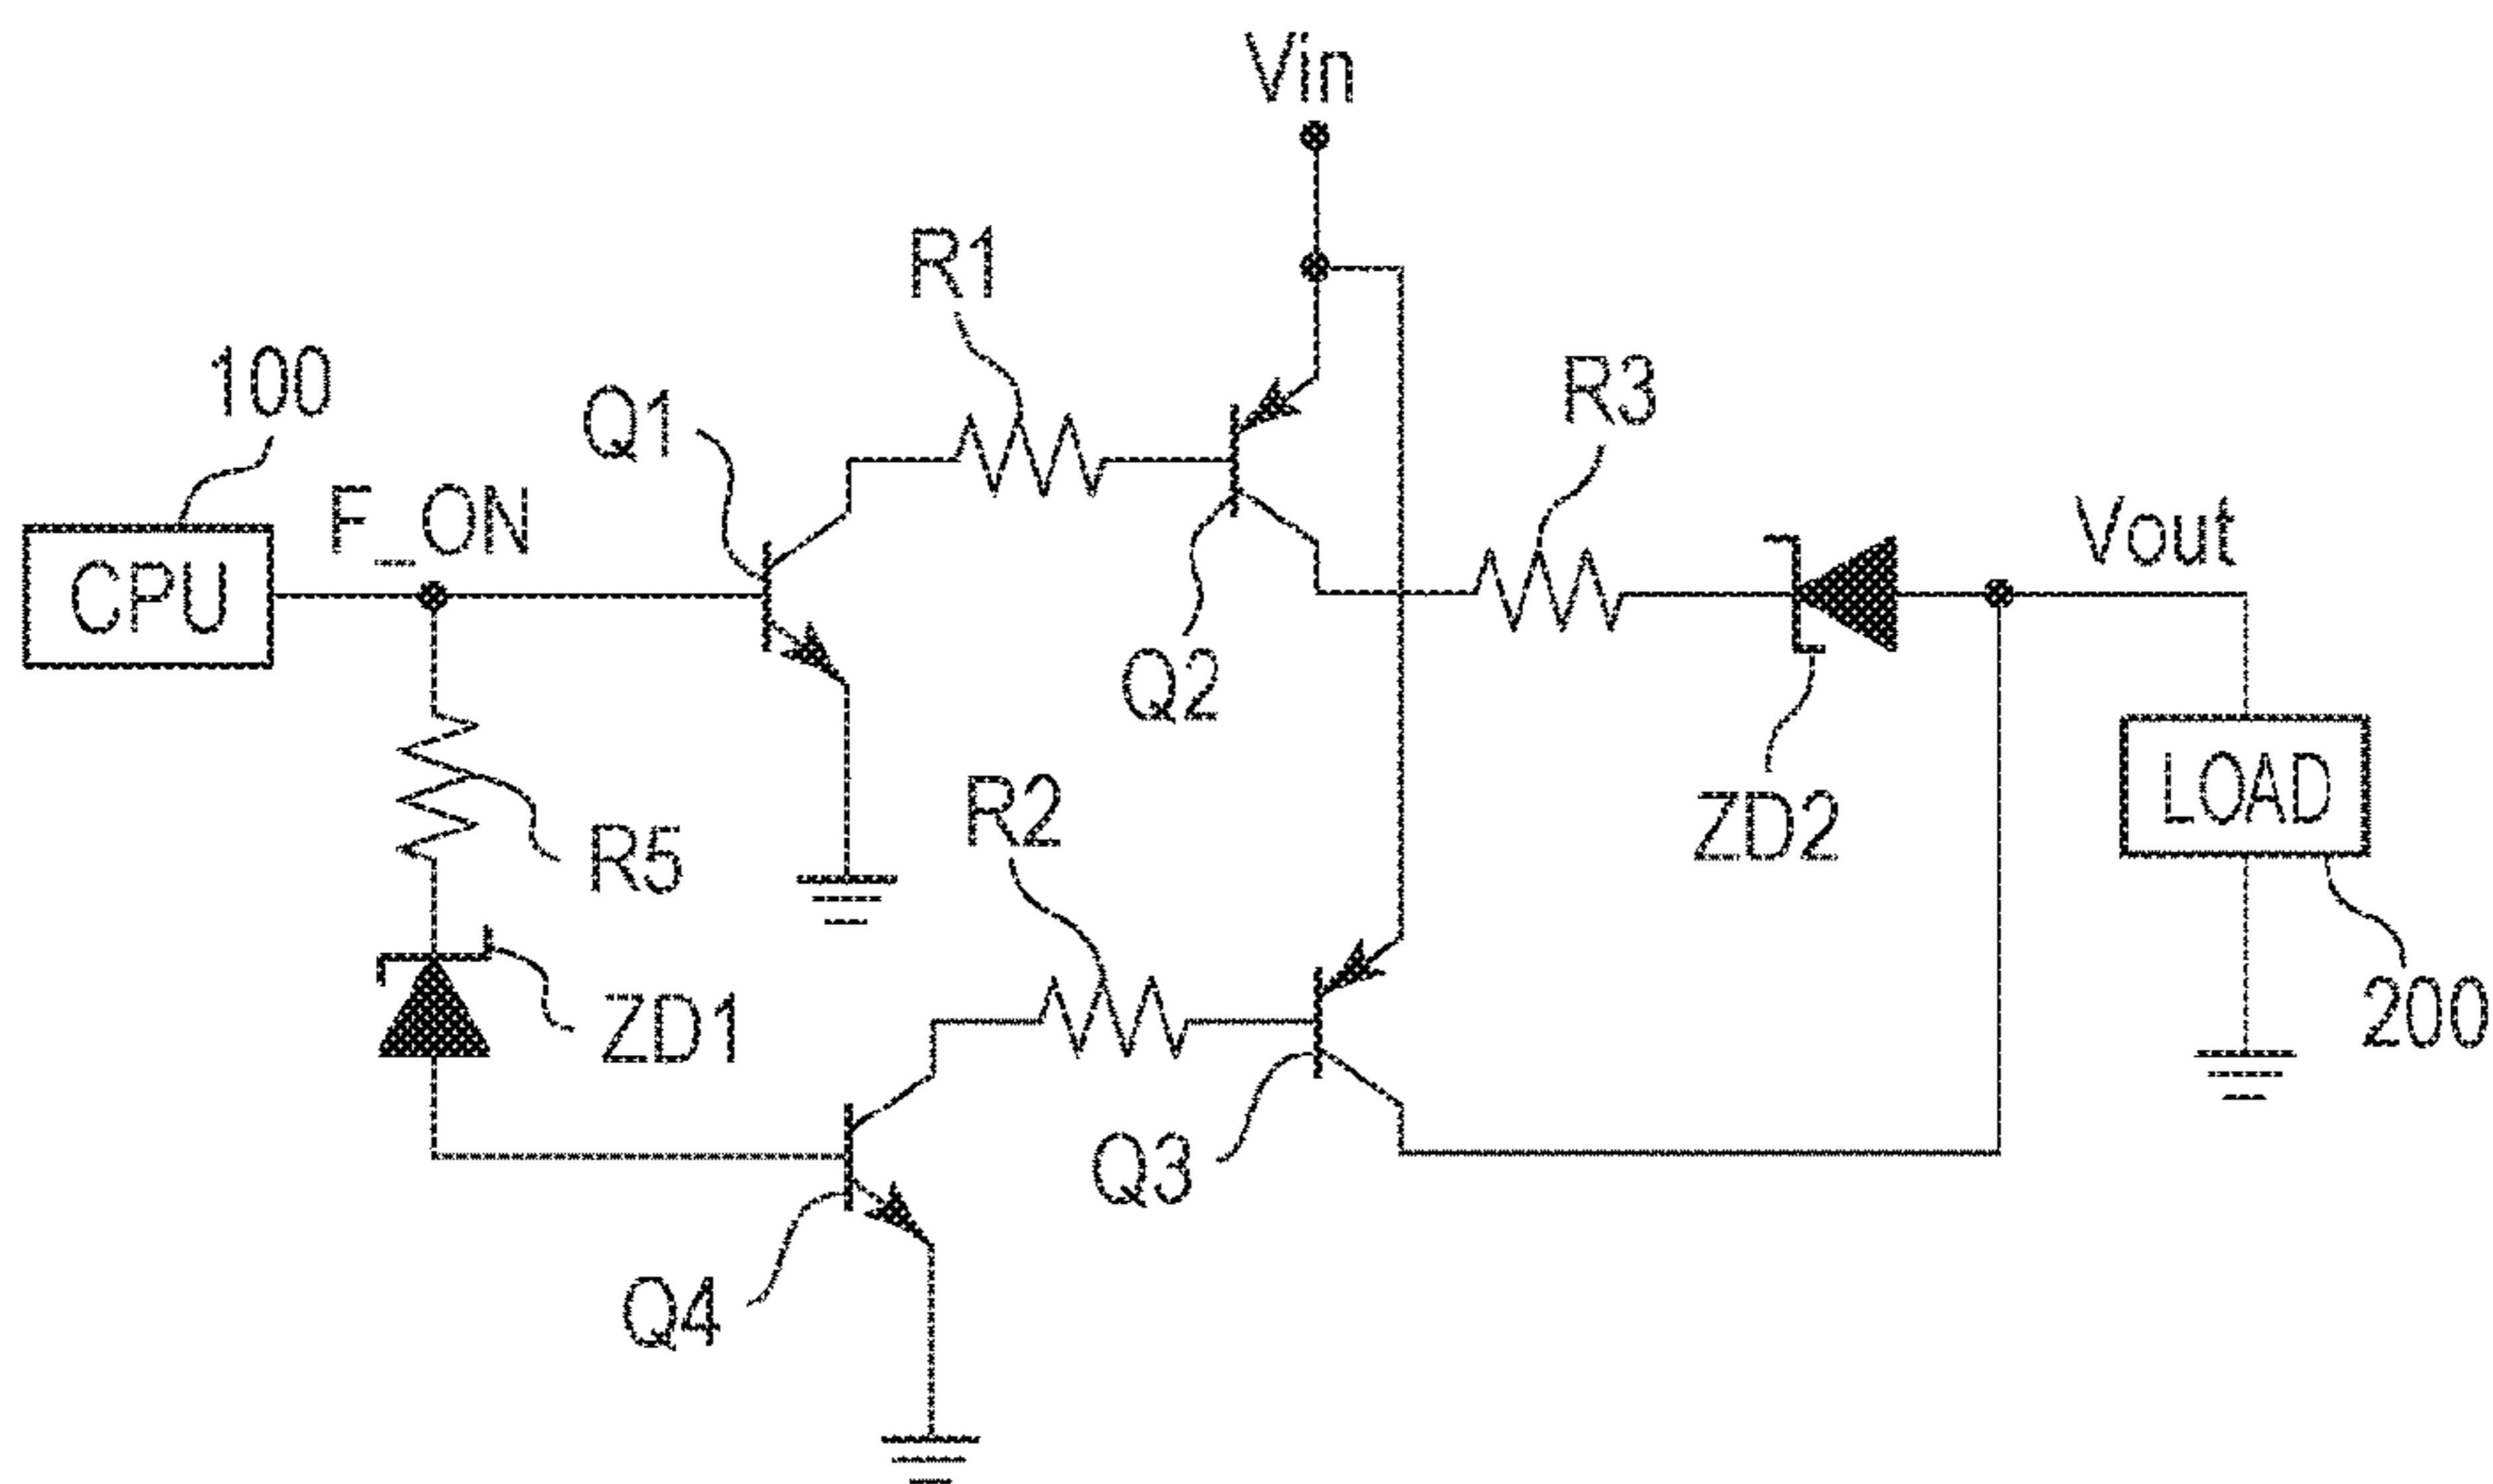 Vin
R1
100
R3
Q1
F_ON
Vout
CPU
Q2
R2
LOAD
ZD2
R5
ZD1
200
Q3
Q4